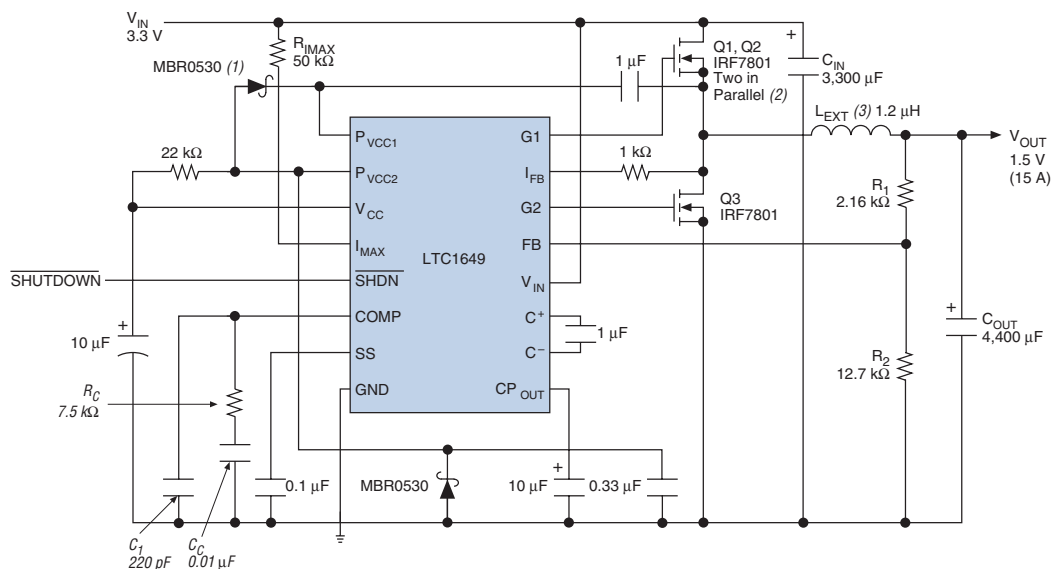 V_IN
3.3 V
R_IMAX
50 kΩ
MBR0530 (1)
1 μF
Q1, Q2
IRF7801
Two in
Parallel (2)
+
C_IN
3,300 μF
L_EXT (3) 1.2 μH
V_OUT
1.5 V
(15 A)
22 kΩ
P_VCC1
P_VCC2
V_CC
I_MAX
SHDN
COMP
SS
GND
LTC1649
G1
I_FB
G2
FB
V_IN
C+
C−
CP_OUT
1 kΩ
Q3
IRF7801
R_1
2.16 kΩ
SHUTDOWN
+
10 μF
1 μF
+
C_OUT
4,400 μF
R_2
12.7 kΩ
R_C
7.5 kΩ
0.1 μF
MBR0530
+
10 μF
0.33 μF
C_1
220 pF
C_C
0.01 μF